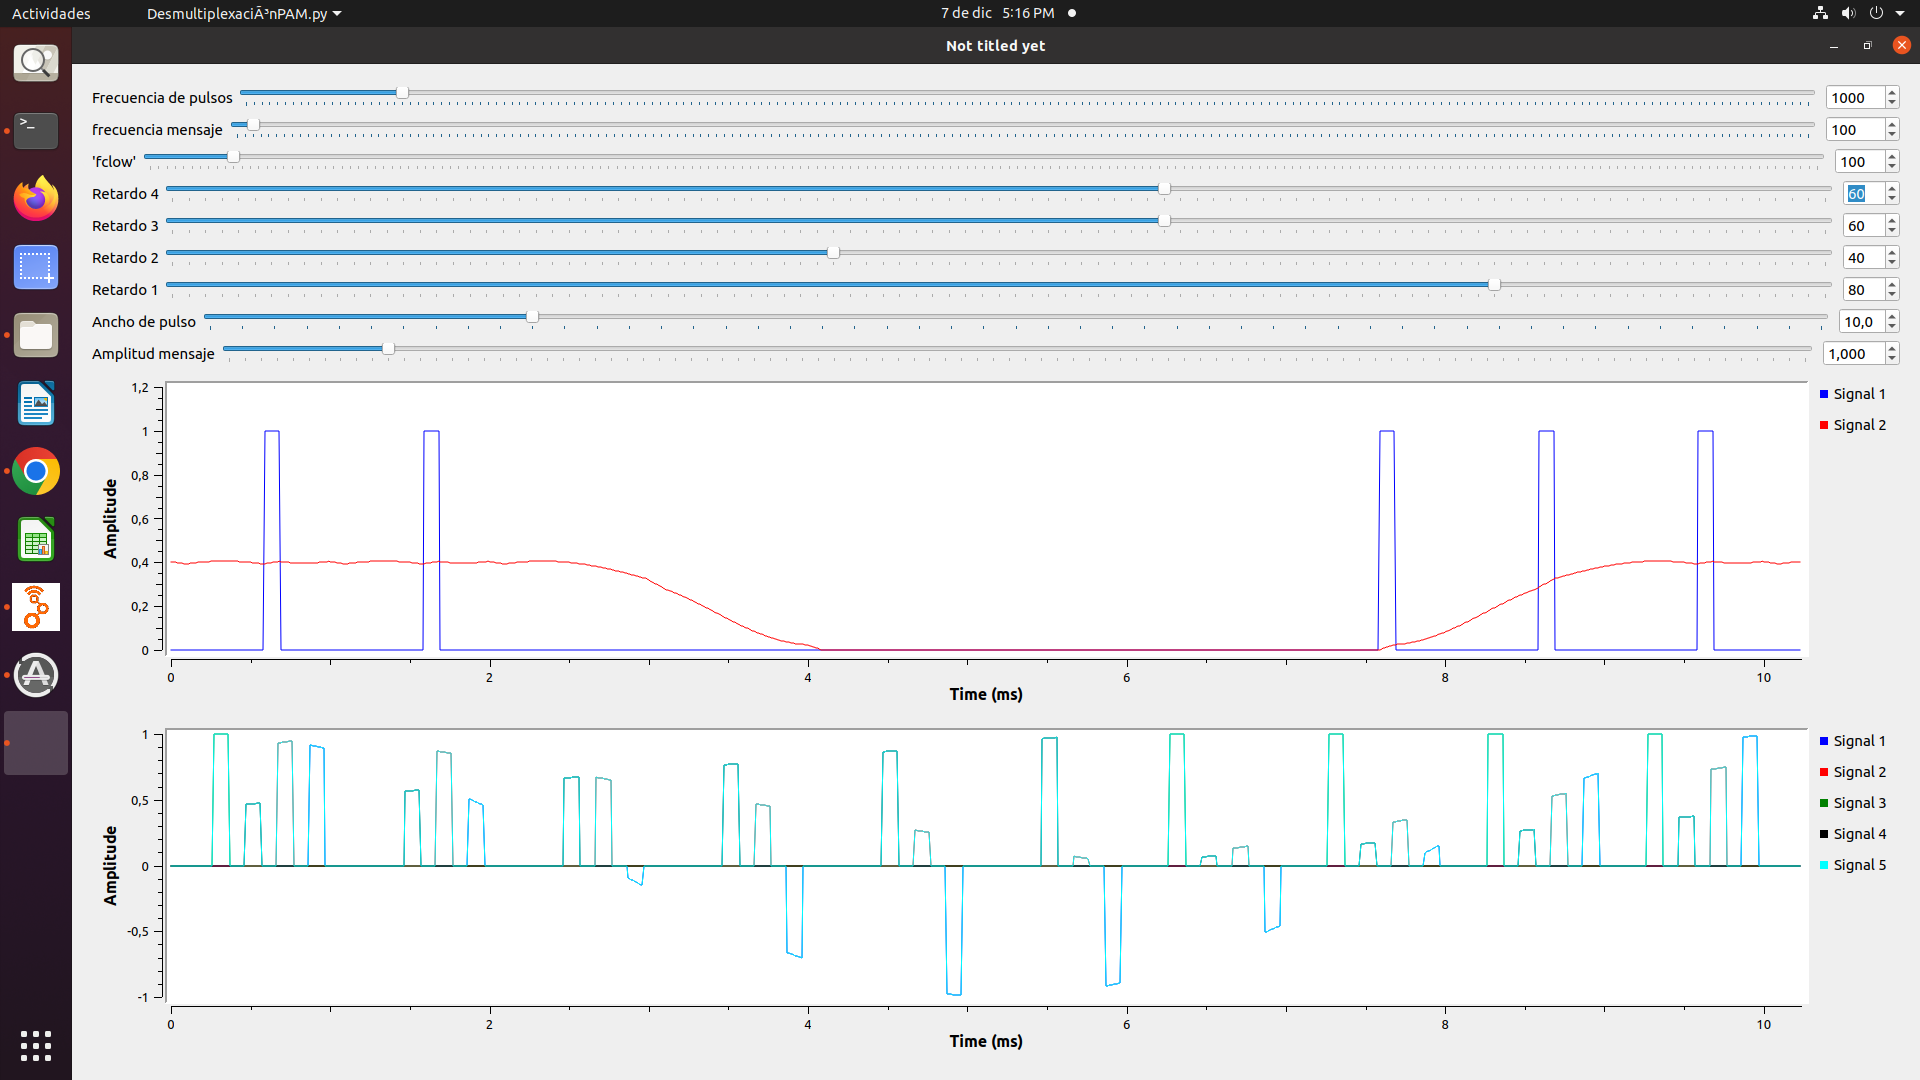 Actividades
DesmultiplexaciÃ³nPAM.py
7 de dic 5:16 PM
Not titled yet
Frecuencia de pulsos 1000
frecuencia mensaje 100
'fclow' 100
Retardo 4 60
Retardo 3 60
Retardo 2 40
Retardo 1 80
Ancho de pulso 10,0
Amplitud mensaje 1,000
1,2
1
0,8
0,6
0,4
0,2
0
Amplitude
0 2 4 6 8 10
Time (ms)
Signal 1
Signal 2
1
0,5
0
-0,5
-1
Amplitude
0 2 4 6 8 10
Time (ms)
Signal 1
Signal 2
Signal 3
Signal 4
Signal 5